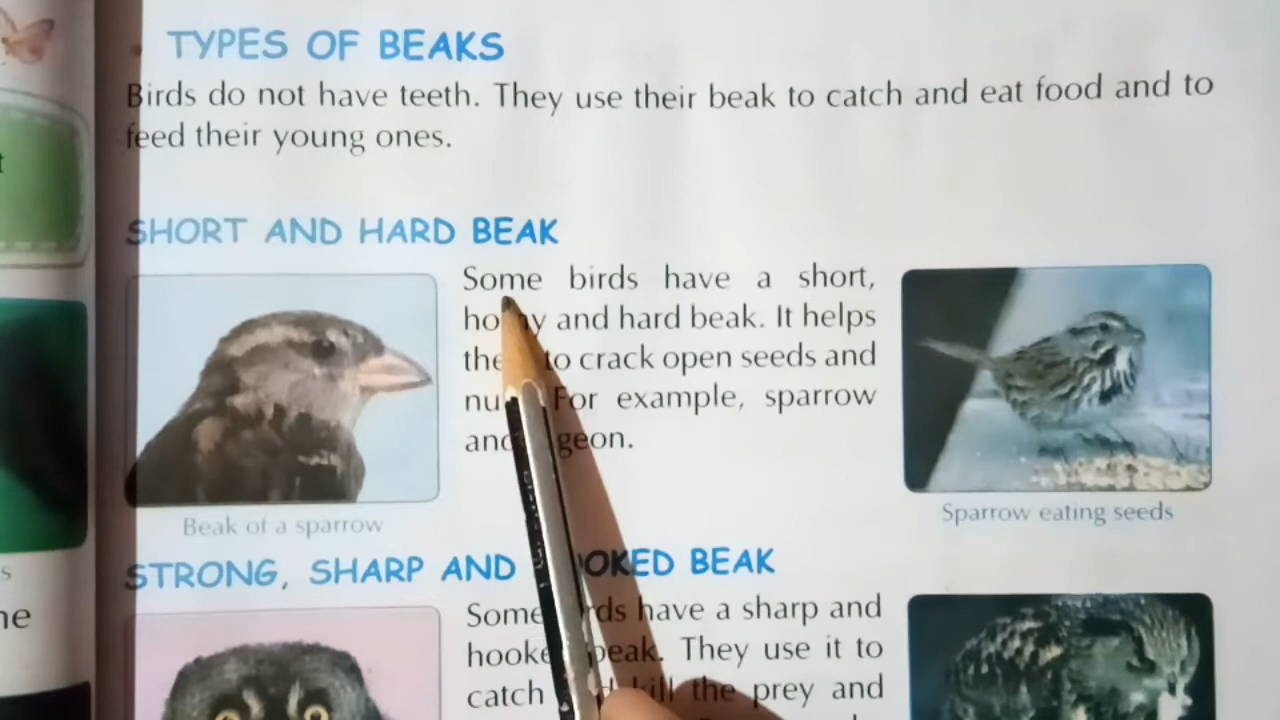 TYPES OF BEAKS
Birds do not have teeth. They use their beak to catch and eat food and to
feed their young ones.
SHORT AND HARD BEAK
Some birds have a short,
and hard beak. It helps
to crack open seeds and
For example, sparrow
and
Beak of a sparrow
Sparrow eating seeds
STRONG, SHARP AND BEAK
Some have a sharp and
They use it to
catch kill the prey and